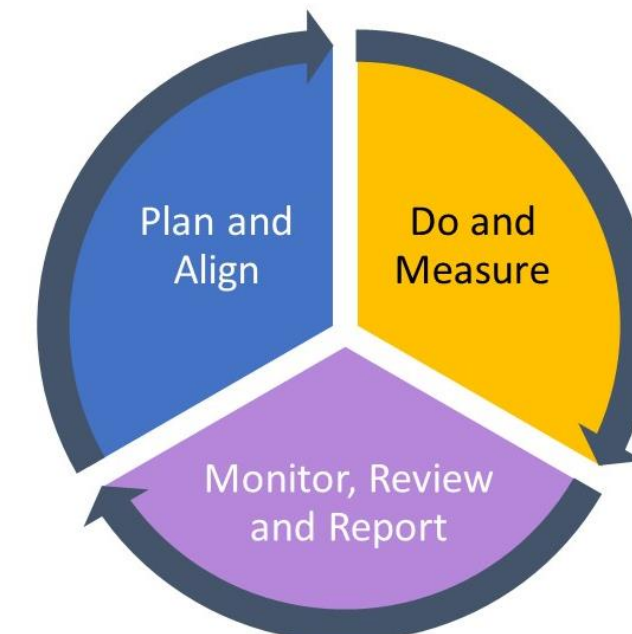 Plan and
Align
Do and
Measure
Monitor, Review
and Report